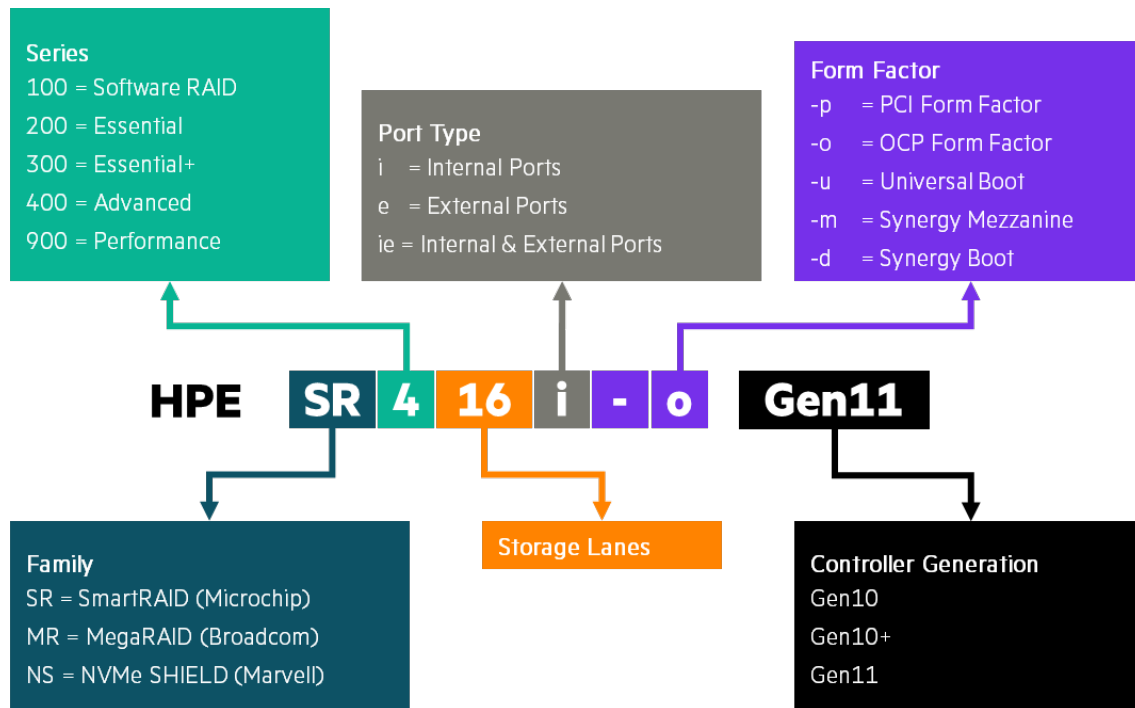 Series
100 = Software RAID
200 = Essential
300 = Essential+
400 = Advanced
900 = Performance
Port Type
i = Internal Ports
e = External Ports
ie = Internal & External Ports
Form Factor
-p = PCI Form Factor
-o = OCP Form Factor
-u = Universal Boot
-m = Synergy Mezzanine
-d = Synergy Boot
HPE SR 4 16 i - o Gen11
Family
SR = SmartRAID (Microchip)
MR = MegaRAID (Broadcom)
NS = NVMe SHIELD (Marvell)
Storage Lanes
Controller Generation
Gen10
Gen10+
Gen11